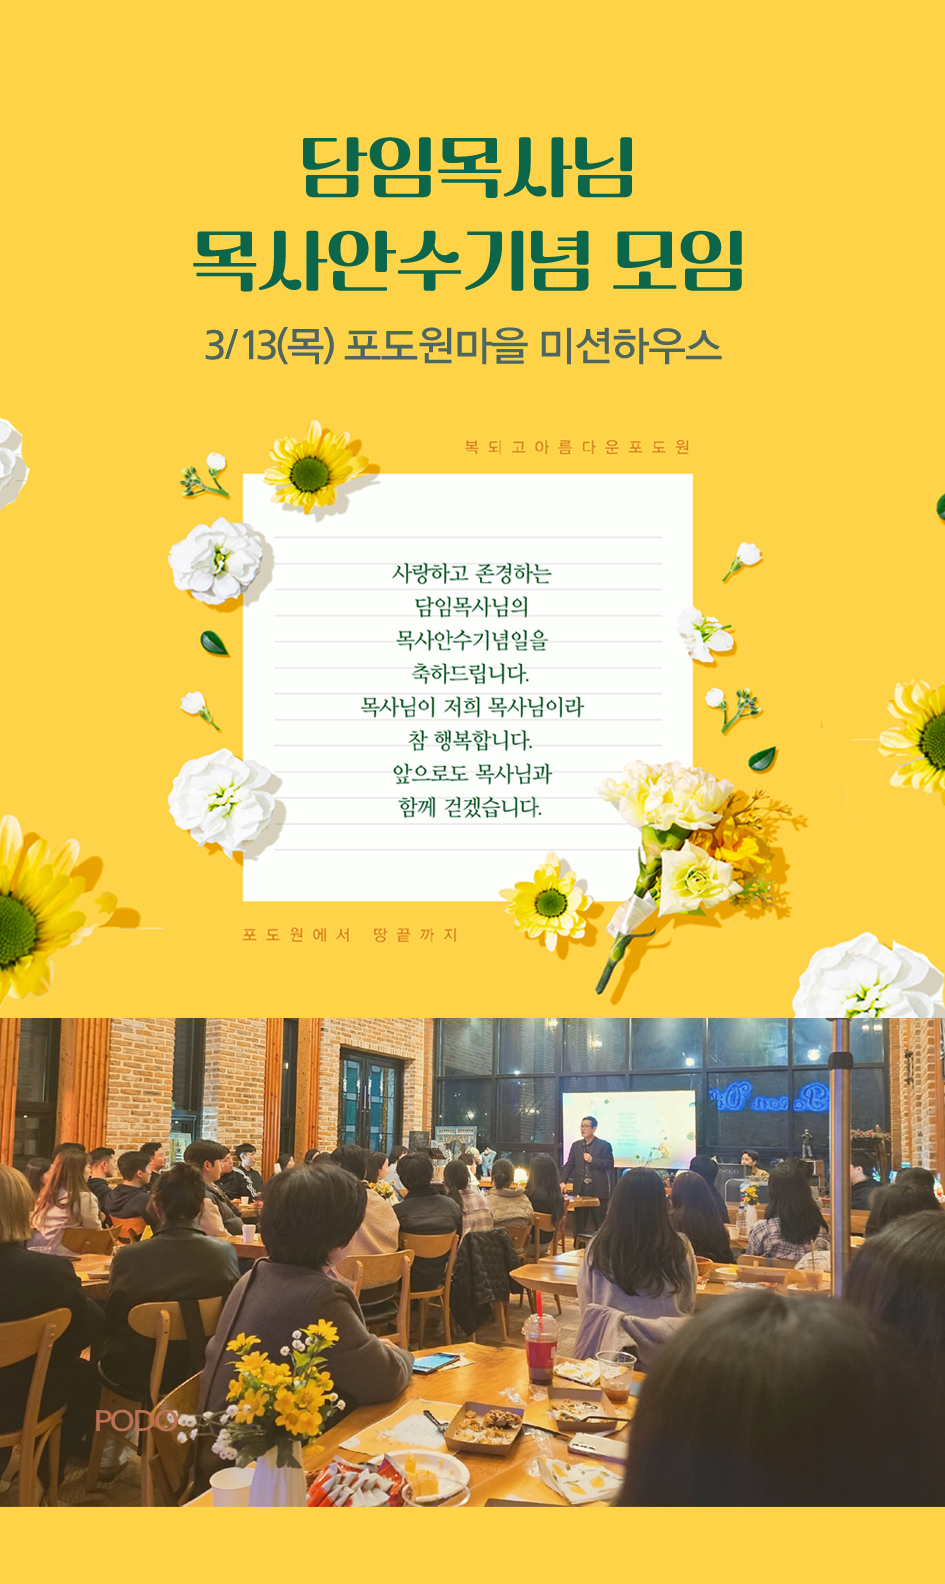 담임목사님
목사안수기념 모임
3/13(목) 포도원마을 미션하우스
복되고아름다운포도원
사랑하고 존경하는
담임목사님의
목사안수기념일을
축하드립니다.
목사님이 저희 목사님이라
참 행복합니다.
앞으로도 목사님과
함께 걷겠습니다.
포도원에서 땅끝까지
PODO